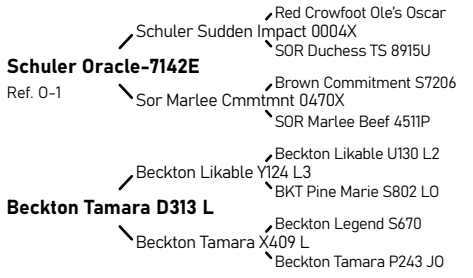 Red Crowfoot Ole's Oscar
Schuler Sudden Impact 0004X
SOR Duchess TS 8915U
Schuler Oracle-7142E
Ref. O-1
Brown Commitment S7206
Sor Marlee Cmmtmnt 0470X
SOR Marlee Beef 4511P
Beckton Likable U130 L2
Beckton Likable Y124 L3
BKT Pine Marie S802 LO
Beckton Tamara D313 L
Beckton Legend S670
Beckton Tamara X409 L
Beckton Tamara P243 JO